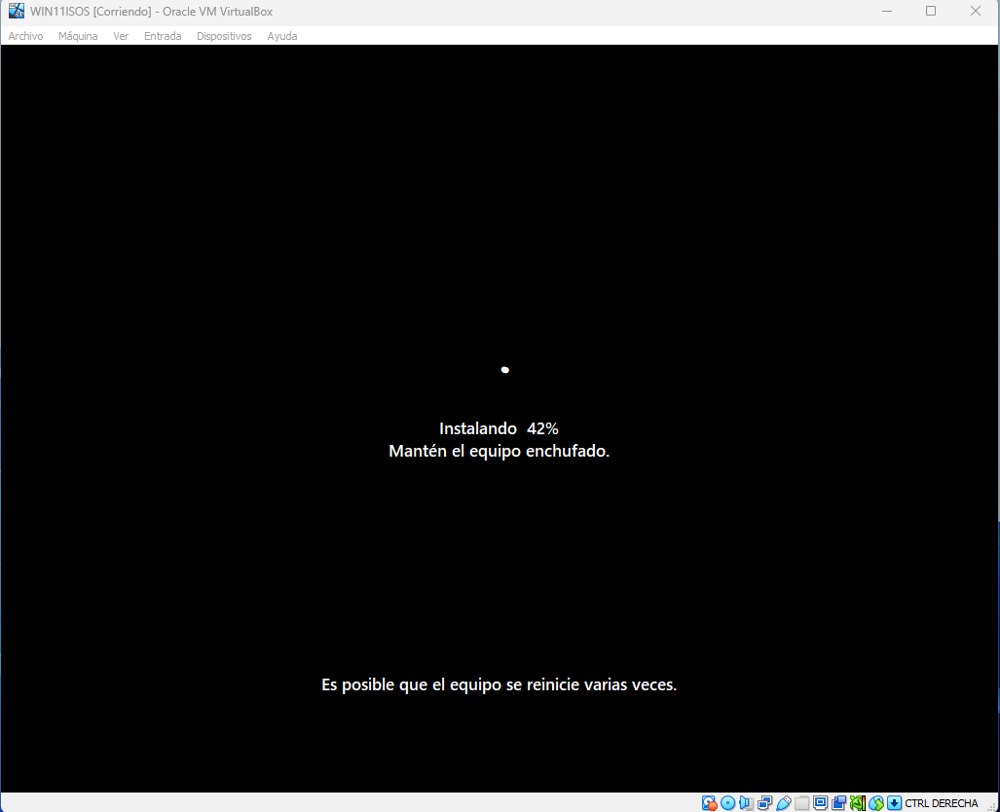 WIN11ISOS [Corriendo] - Oracle VM VirtualBox
Archivo Máquina Ver Entrada Dispositivos Ayuda
Instalando 42%
Mantén el equipo enchufado.
Es posible que el equipo se reinicie varias veces.
CTRL DERECHA